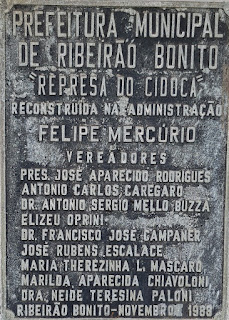 PREFEITURA MUNICIPAL
DE RIBEIRÃO BONITO
"REPRESA DO CIDOCA"
RECONSTRUÍDA NA ADMINISTRAÇÃO
FELIPE MERCÚRIO
VEREADORES
PRES. JOSÉ APARECIDO RODRIGUES
ANTONIO CARLOS CAREGARO
DR. ANTONIO SERGIO MELLO BUZZÁ
ELIZEU OPRINI
DR. FRANCISCO JOSÉ CAMPANER
JOSÉ RUBENS ESCALACE
MARIA THEREZINHA L. MASCARO
MARILDA APARECIDA CHIAVOLONI
DRA. NEIDE TERESINA PALONI
RIBEIRÃO BONITO-NOVEMBRO 1988